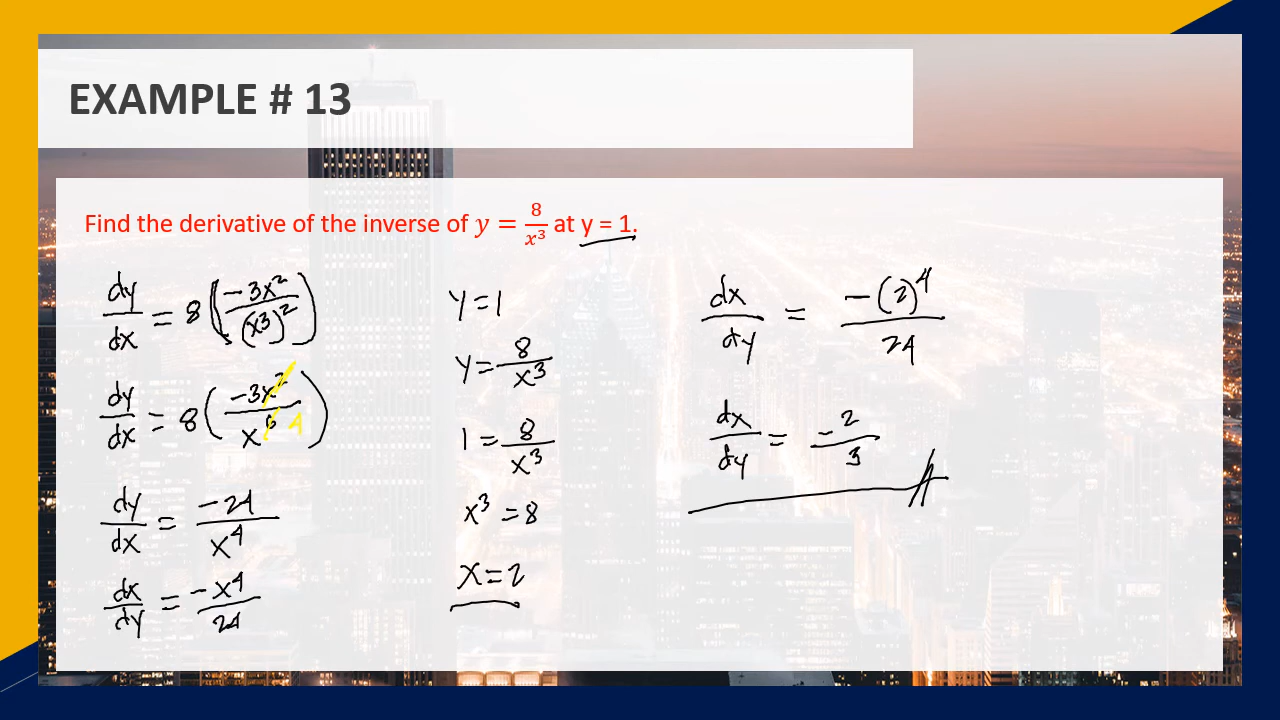 EXAMPLE # 13
Find the derivative of the inverse of y = 8/x³ at y = 1.
dy/dx = 8(-3x²/(x³)²)
dy/dx = 8(-3x²/x⁶ 4)
dy/dx = -24/x⁴
dx/dy = -x⁴/24
y = 1
y = 8/x³
1 = 8/x³
x³ = 8
x = 2
dx/dy = -(2)⁴/24
dx/dy = -2/3